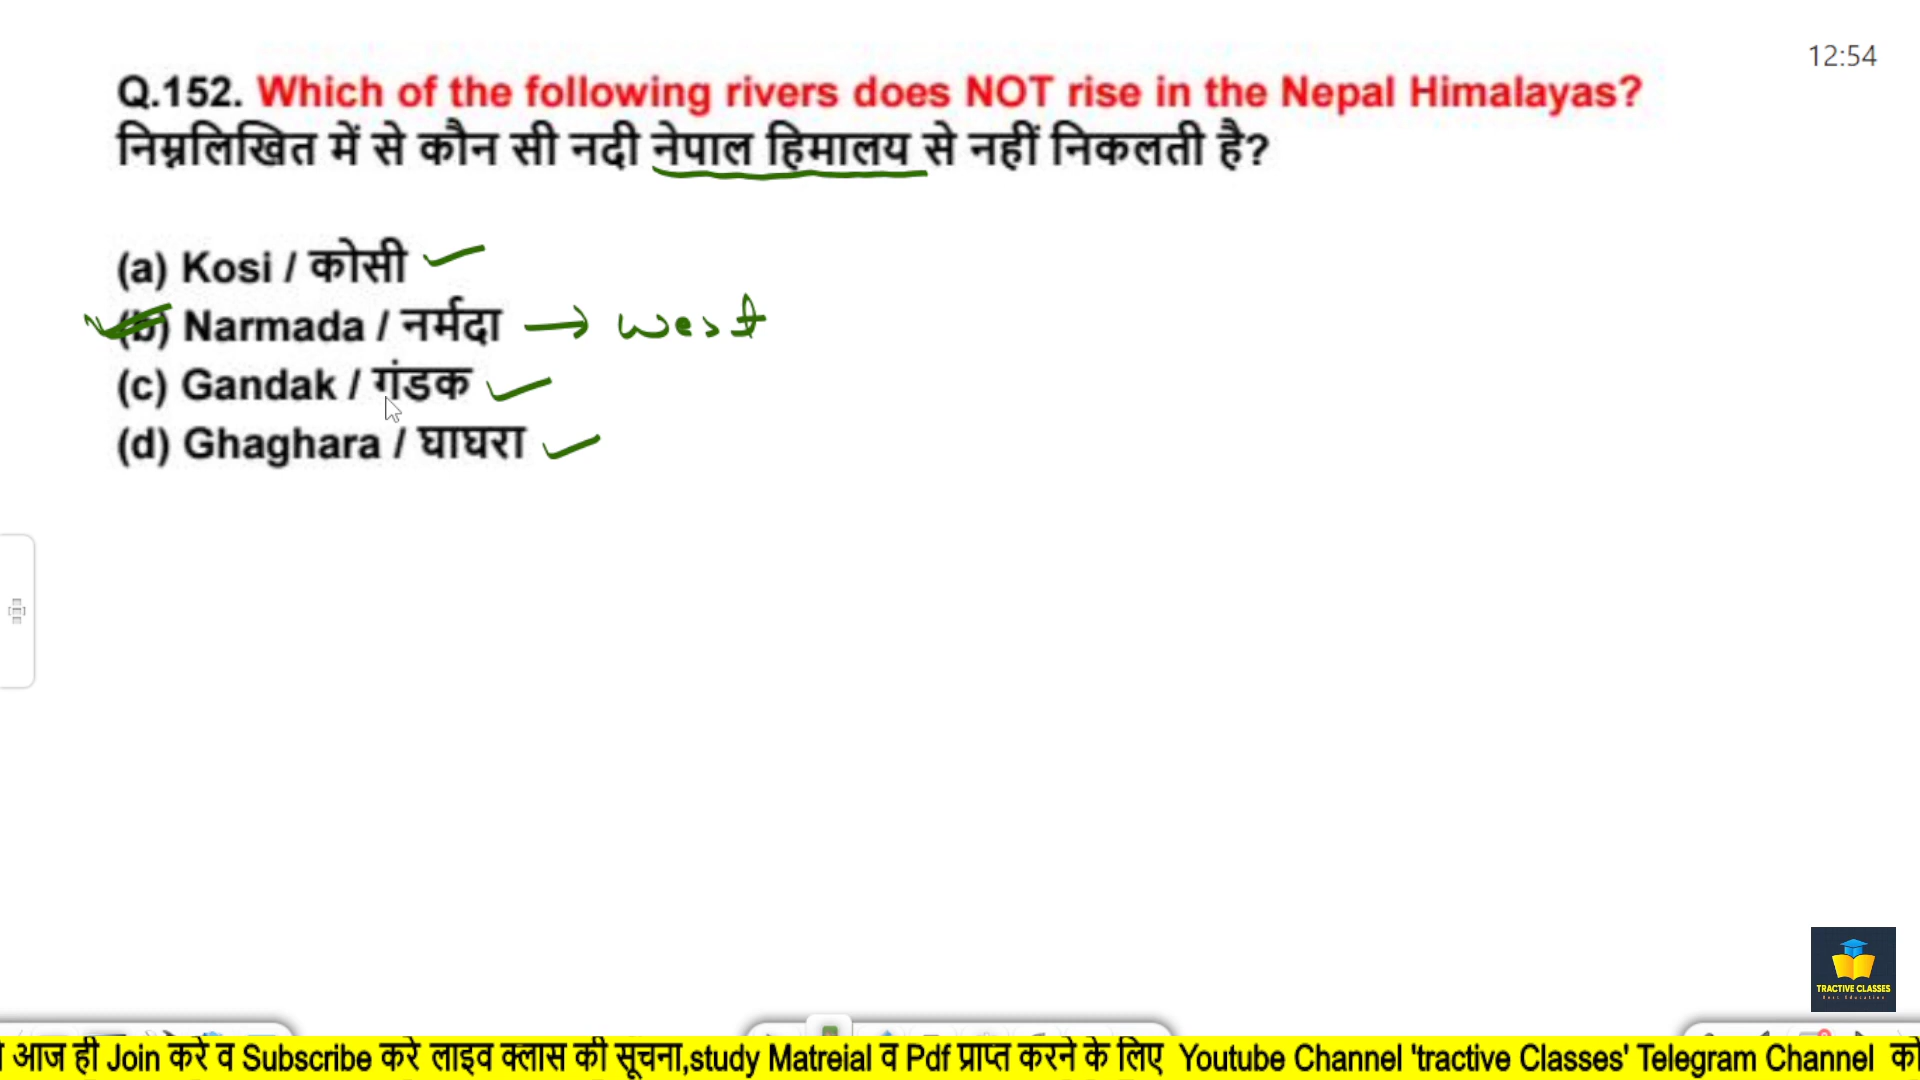 12:54
Q.152. Which of the following rivers does NOT rise in the Nepal Himalayas?
निम्नलिखित में से कौन सी नदी नेपाल हिमालय से नहीं निकलती है?
(a) Kosi / कोसी
(b) Narmada / नर्मदा → west
(c) Gandak / गंडक
(d) Ghaghara / घाघरा
TRACTIVE CLASSES
Best Education
आज ही Join करें व Subscribe करे लाइव क्लास की सूचना,study Matreial व Pdf प्राप्त करने के लिए Youtube Channel 'tractive Classes' Telegram Channel